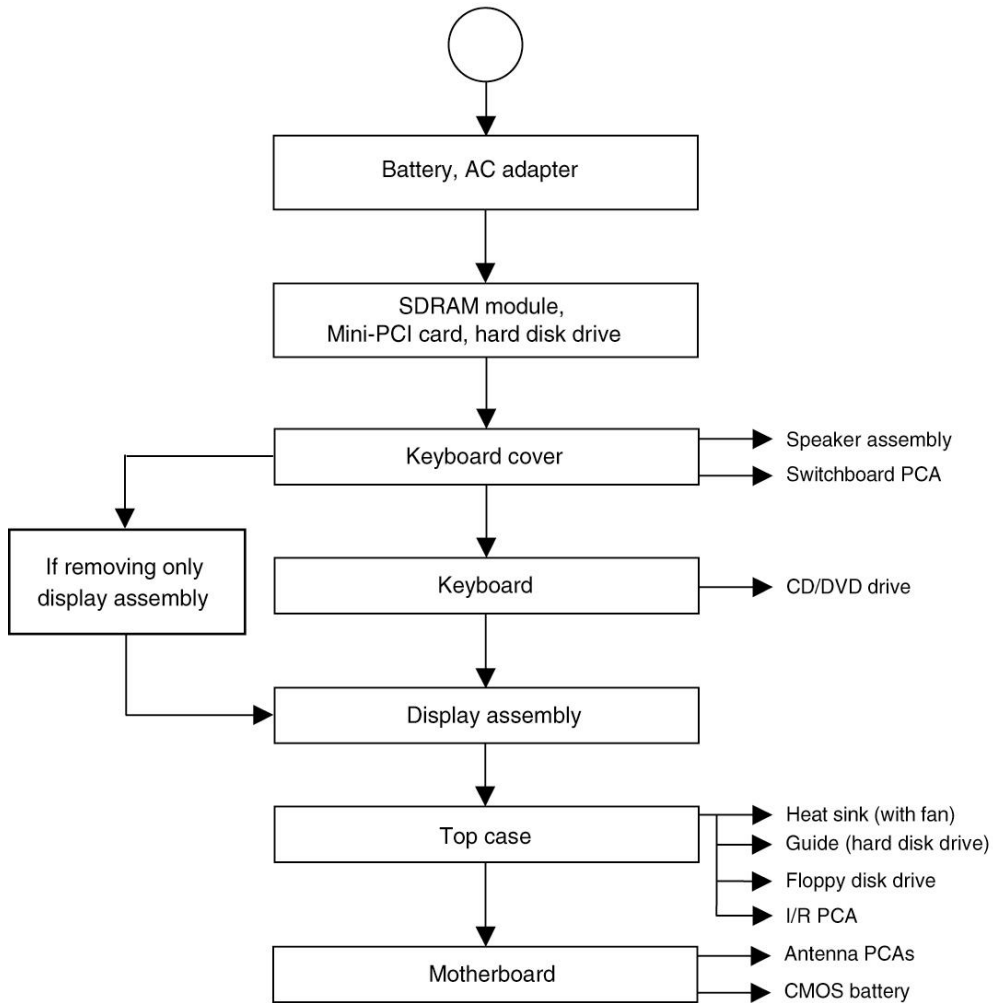 Battery, AC adapter
SDRAM module,
Mini-PCI card, hard disk drive
Keyboard cover
Speaker assembly
Switchboard PCA
If removing only
display assembly
Keyboard
CD/DVD drive
Display assembly
Top case
Heat sink (with fan)
Guide (hard disk drive)
Floppy disk drive
I/R PCA
Motherboard
Antenna PCAs
CMOS battery